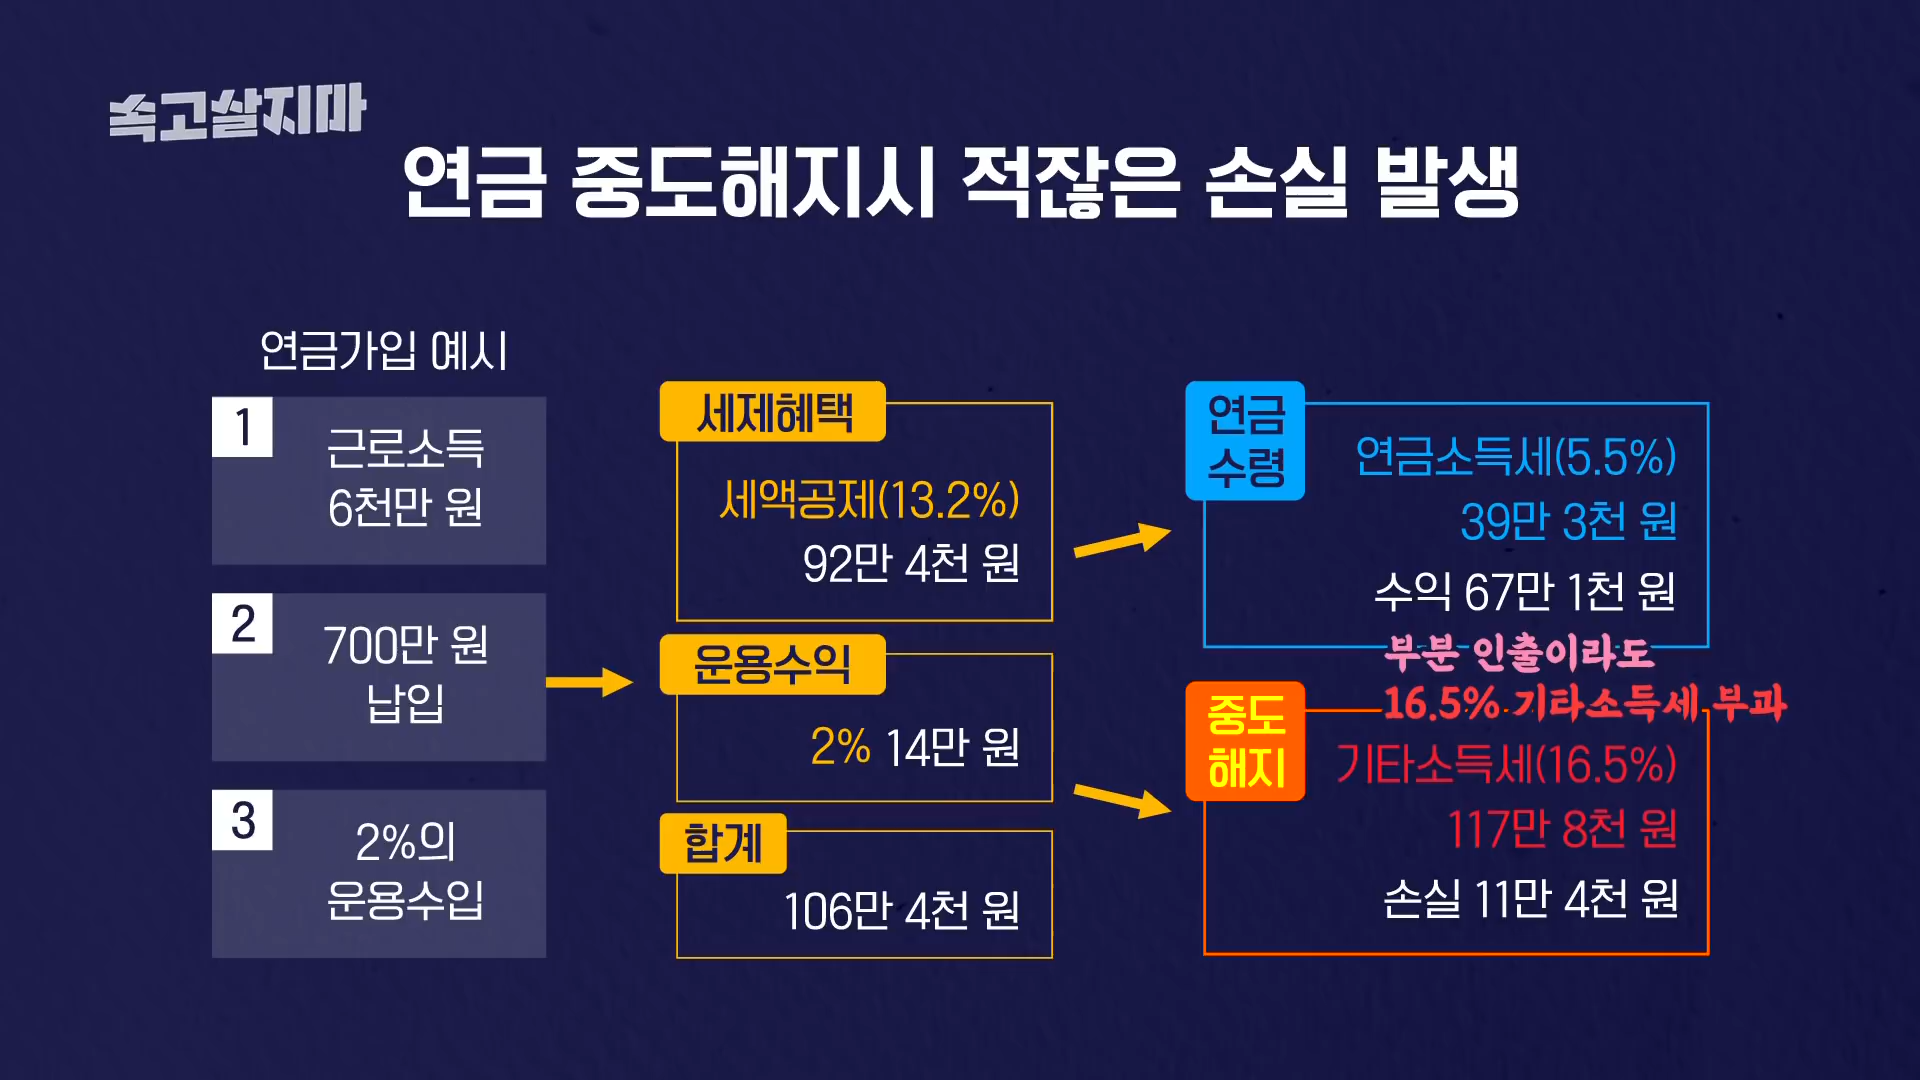 속고살지마
연금 중도해지시 적잖은 손실 발생
연금가입 예시
1
근로소득
6천만 원
2
700만 원
납입
3
2%의
운용수입
세제혜택
세액공제(13.2%)
92만 4천 원
운용수익
2% 14만 원
합계
106만 4천 원
연금
수령
연금소득세(5.5%)
39만 3천 원
수익 67만 1천 원
부분 인출이라도
16.5% 기타소득세 부과
중도
해지
기타소득세(16.5%)
117만 8천 원
손실 11만 4천 원